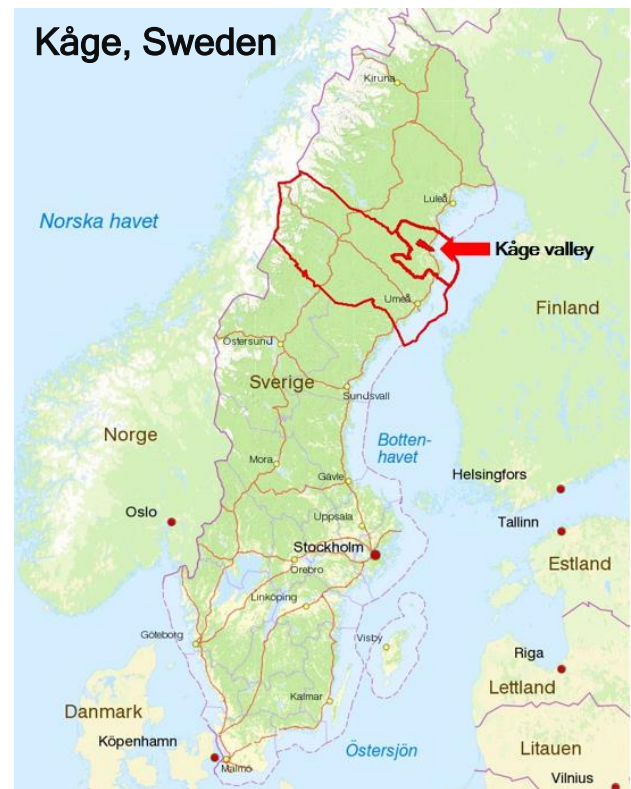 Kåge, Sweden
Kiruna
Luleå
Norska havet
Kåge valley
Umeå
Finland
Östersund
Sverige
Sundsvall
Norge
Botten-
havet
Mora
Gävle
Helsingfors
Oslo
Uppsala
Tallinn
Stockholm
Örebro
Estland
Linköping
Göteborg
Visby
Riga
Lettland
Kalmar
Danmark
Köpenhamn
Östersjön
Litauen
Malmö
Vilnius